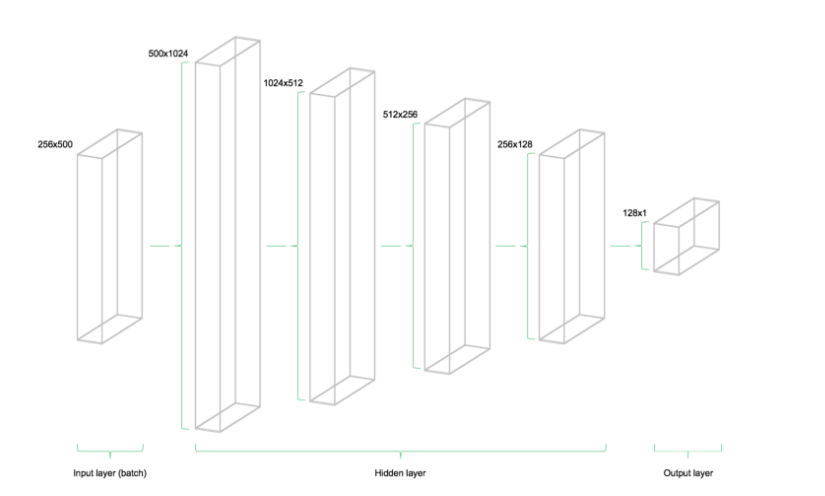 500x1024
1024x512
512x256
256x500
256x128
128x1
Input layer (batch)
Hidden layer
Output layer